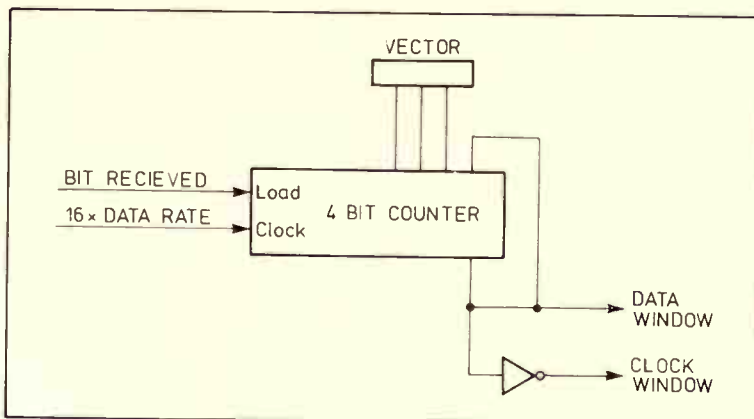 VECTOR
BIT RECIEVED
Load
4 BIT COUNTER
16× DATA RATE
Clock
DATA
WINDOW
CLOCK
WINDOW